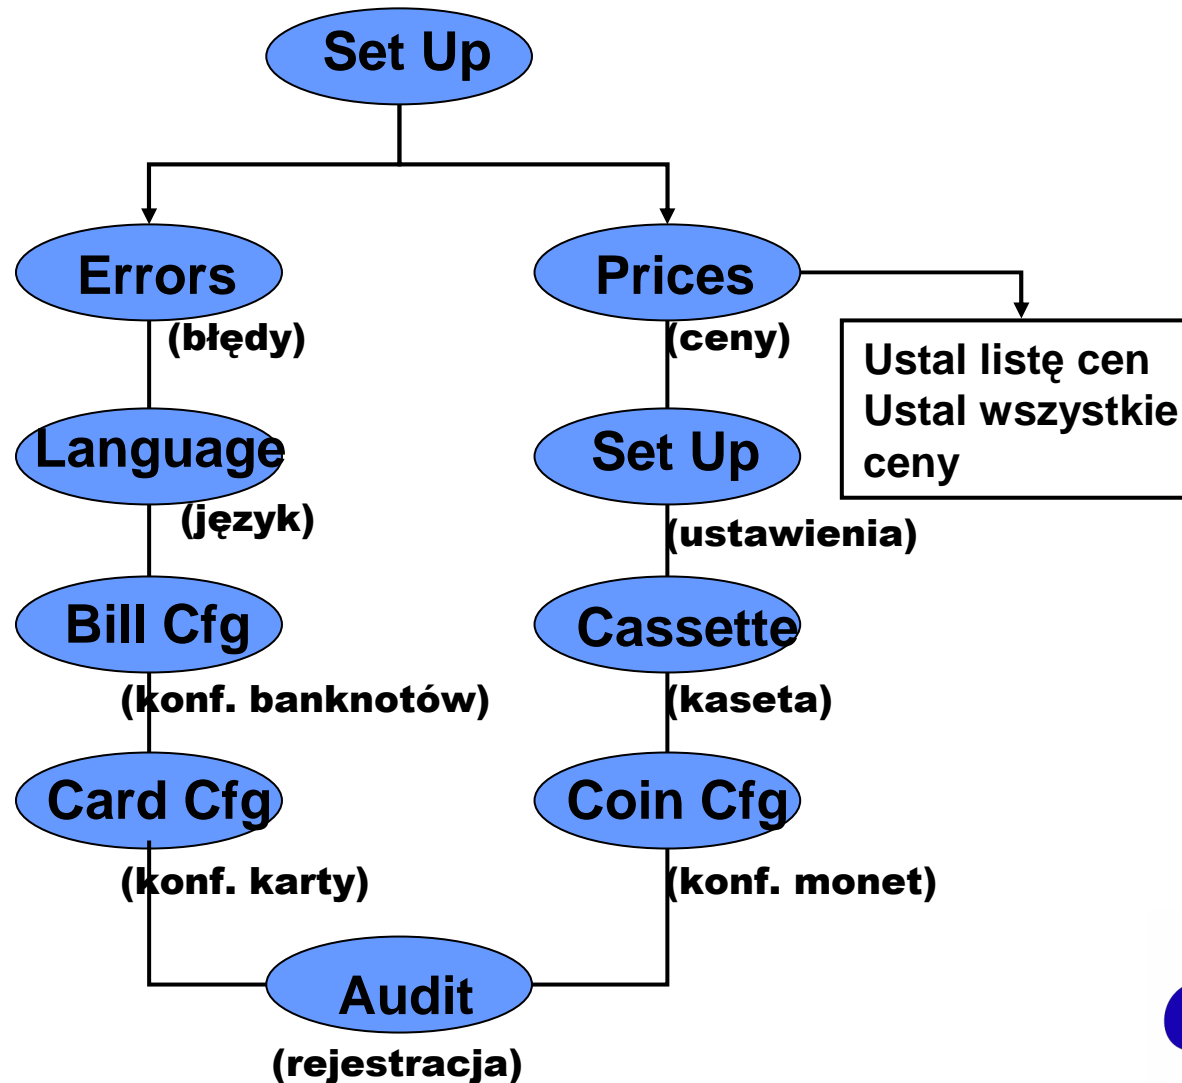 Set Up
Errors
(błędy)
Prices
(ceny)
Ustal listę cen
Ustal wszystkie
ceny
Language
(język)
Set Up
(ustawienia)
Bill Cfg
(konf. banknotów)
Cassette
(kaseta)
Card Cfg
(konf. karty)
Coin Cfg
(konf. monet)
Audit
(rejestracja)